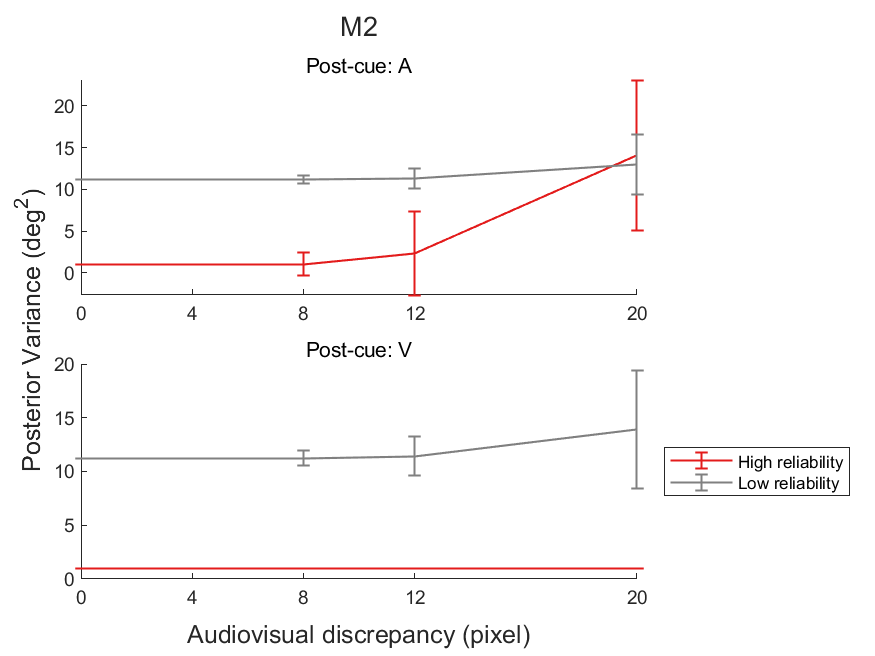 M2
Post-cue: A
20
15
10
5
0
0 4 8 12 20
Posterior Variance (deg²)
Post-cue: V
20
15
10
5
0
0 4 8 12 20
High reliability
Low reliability
Audiovisual discrepancy (pixel)